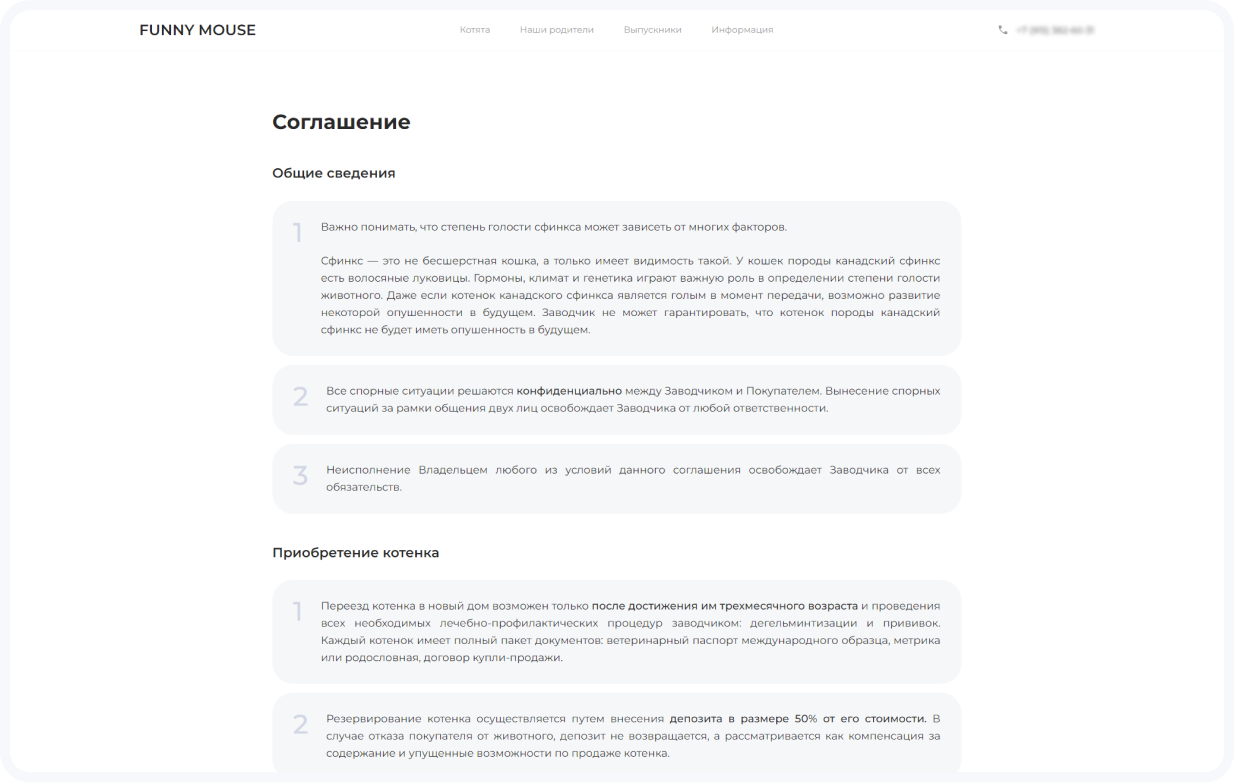 FUNNY MOUSE
Котята
Наши родители
Выпускники
Информация
Соглашение
Общие сведения
1
Важно понимать, что степень голости сфинкса может зависеть от многих факторов.
Сфинкс — это не бесшерстная кошка, а только имеет видимость такой. У кошек породы канадский сфинкс
есть волосяные луковицы. Гормоны, климат и генетика играют важную роль в определении степени голости
животного. Даже если котенок канадского сфинкса является голым в момент передачи, возможно развитие
некоторой опушенности в будущем. Заводчик не может гарантировать, что котенок породы канадский
сфинкс не будет иметь опушенность в будущем.
2
Все спорные ситуации решаются конфиденциально между Заводчиком и Покупателем. Вынесение спорных
ситуаций за рамки общения двух лиц освобождает Заводчика от любой ответственности.
3
Неисполнение Владельцем любого из условий данного соглашения освобождает Заводчика от всех
обязательств.
Приобретение котенка
1
Переезд котенка в новый дом возможен только после достижения им трехмесячного возраста и проведения
всех необходимых лечебно-профилактических процедур заводчиком: дегельминтизации и прививок.
Каждый котенок имеет полный пакет документов: ветеринарный паспорт международного образца, метрика
или родословная, договор купли-продажи.
2
Резервирование котенка осуществляется путем внесения депозита в размере 50% от его стоимости. В
случае отказа покупателя от животного, депозит не возвращается, а рассматривается как компенсация за
содержание и упущенные возможности по продаже котенка.